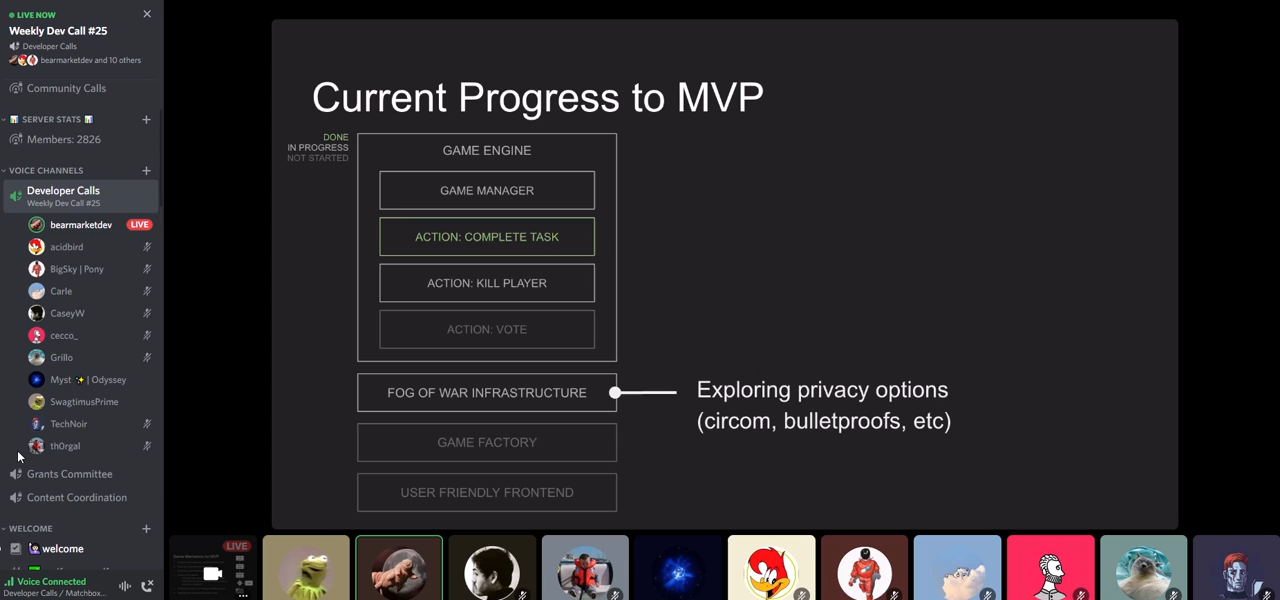 LIVE NOW
Weekly Dev Call #25
Developer Calls
bearmarketdev and 10 others
Community Calls
SERVER STATS
Members: 2826
VOICE CHANNELS
Developer Calls
Weekly Dev Call #25
bearmarketdev LIVE
acidbird
BigSky | Pony
Carle
CaseyW
cecco_
Grillo
Myst ✨ | Odyssey
SwagtimusPrime
TechNoir
th0rgal
Grants Committee
Content Coordination
WELCOME
welcome
Voice Connected
Developer Calls / Matchbox...
Current Progress to MVP
DONE
IN PROGRESS
NOT STARTED
GAME ENGINE
GAME MANAGER
ACTION: COMPLETE TASK
ACTION: KILL PLAYER
ACTION: VOTE
FOG OF WAR INFRASTRUCTURE
GAME FACTORY
USER FRIENDLY FRONTEND
Exploring privacy options
(circom, bulletproofs, etc)
LIVE